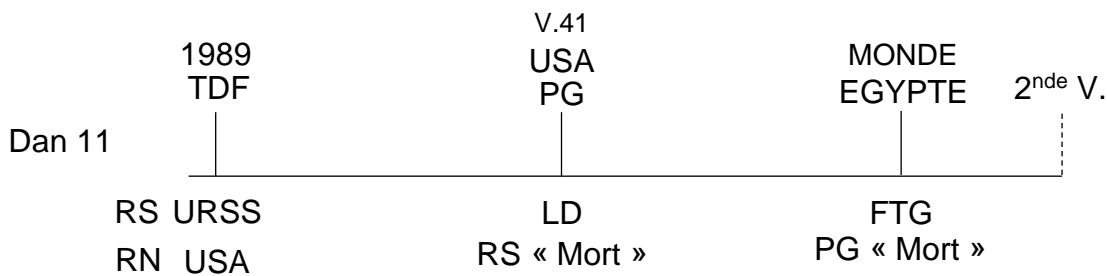 V.41
1989 USA MONDE
TDF PG EGYPTE 2nde V.
Dan 11
RS URSS LD FTG
RN USA RS « Mort » PG « Mort »